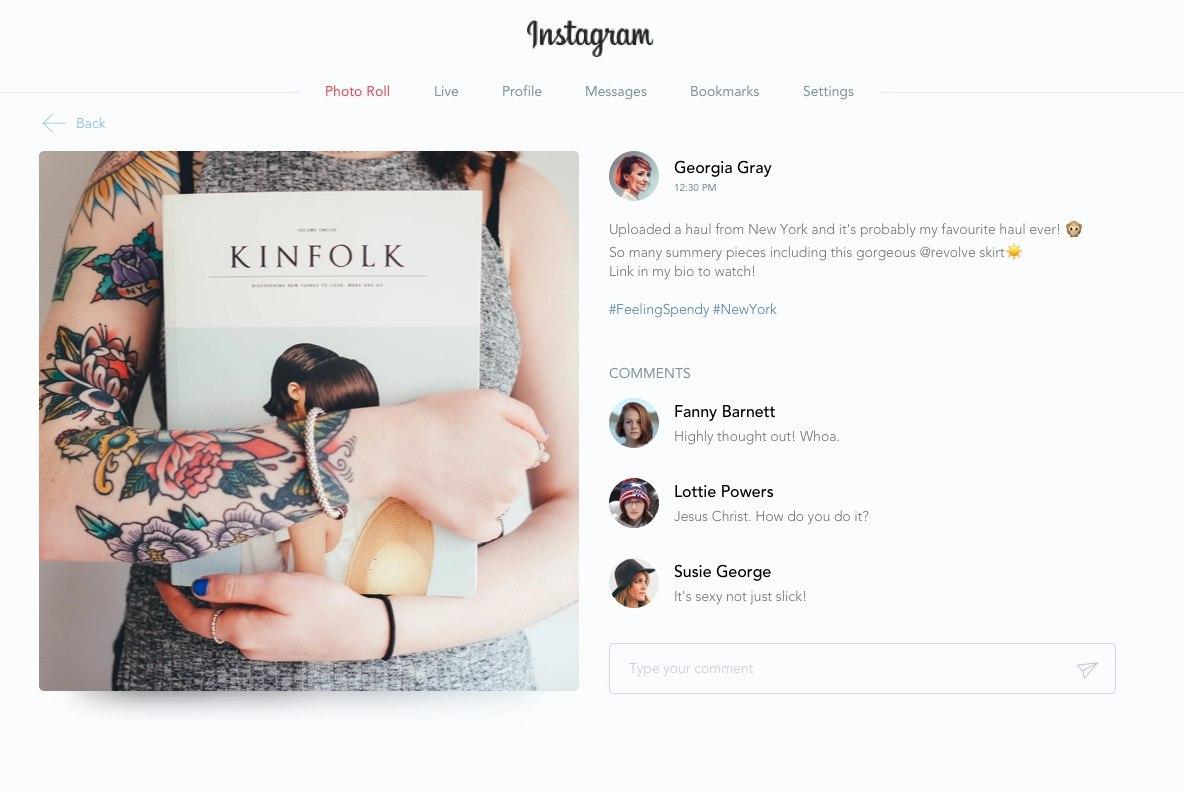 Instagram
Photo Roll Live Profile Messages Bookmarks Settings
Back
VOLUME TWELVE
KINFOLK
DISCOVERING NEW THINGS TO COOK, MAKE AND DO
NYC
Georgia Gray
12:30 PM
Uploaded a haul from New York and it's probably my favourite haul ever! 🐵
So many summery pieces including this gorgeous @revolve skirt☀️
Link in my bio to watch!
#FeelingSpendy #NewYork
COMMENTS
Fanny Barnett
Highly thought out! Whoa.
Lottie Powers
Jesus Christ. How do you do it?
Susie George
It's sexy not just slick!
Type your comment